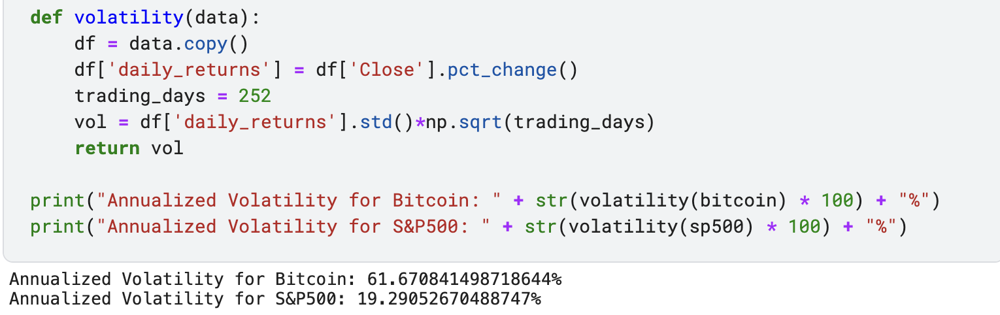 def volatility(data):
    df = data.copy()
    df['daily_returns'] = df['Close'].pct_change()
    trading_days = 252
    vol = df['daily_returns'].std()*np.sqrt(trading_days)
    return vol

print("Annualized Volatility for Bitcoin: " + str(volatility(bitcoin) * 100) + "%")
print("Annualized Volatility for S&P500: " + str(volatility(sp500) * 100) + "%")
Annualized Volatility for Bitcoin: 61.670841498718644%
Annualized Volatility for S&P500: 19.29052670488747%